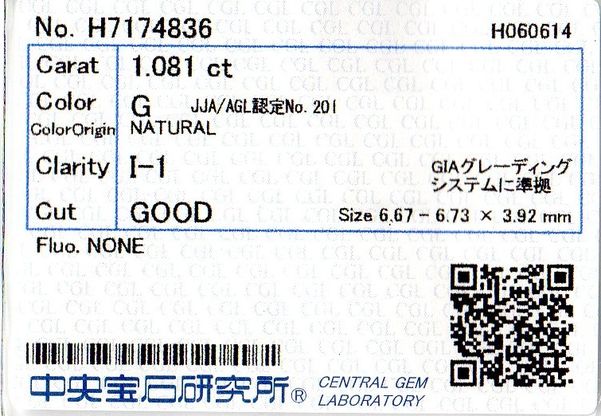 No. H7174836 H060614
Carat 1.081 ct
Color G JJA/AGL認定No. 201
ColorOrigin NATURAL
Clarity I-1 GIAグレーディング
システムに準拠
Cut GOOD Size 6.67 - 6.73 × 3.92 mm
Fluo. NONE
中央宝石研究所® CENTRAL GEM
LABORATORY